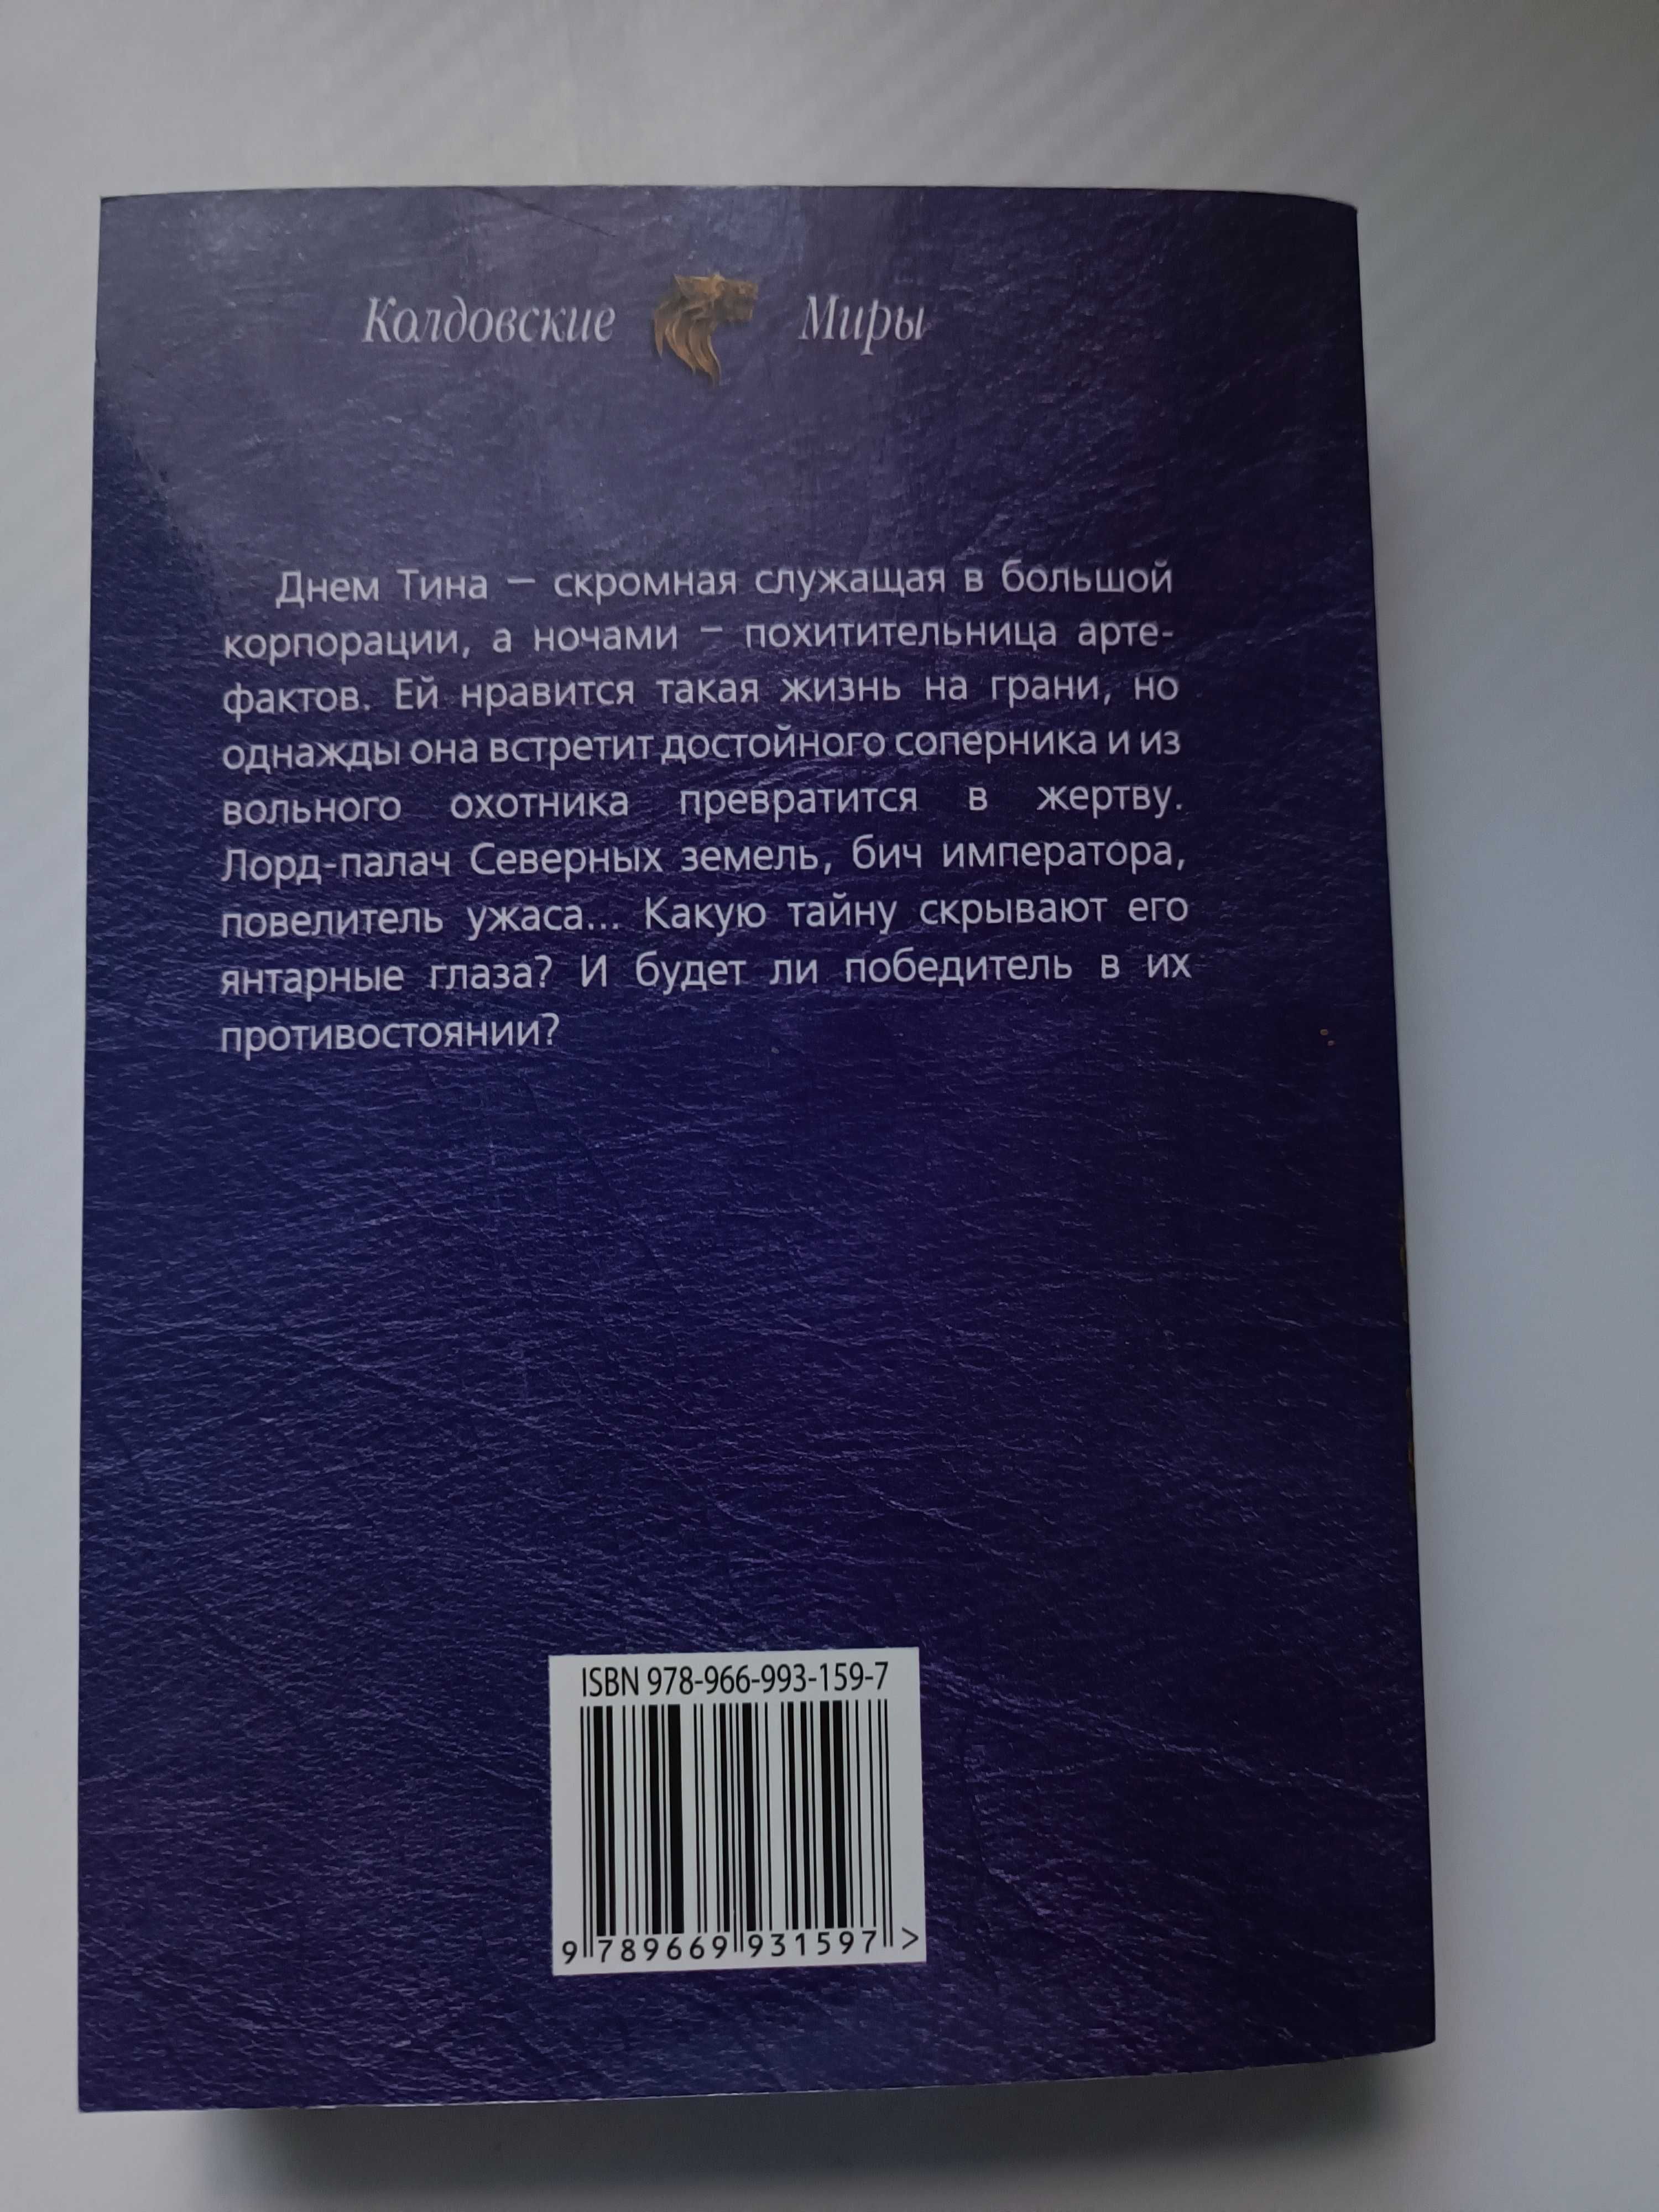 Колдовские Миры
Днем Тина – скромная служащая в большой
корпорации, а ночами – похитительница арте-
фактов. Ей нравится такая жизнь на грани, но
однажды она встретит достойного соперника и из
вольного охотника превратится в жертву.
Лорд-палач Северных земель, бич императора,
повелитель ужаса... Какую тайну скрывают его
янтарные глаза? И будет ли победитель в их
противостоянии?
ISBN 978-966-993-159-7
9 789669 931597 >